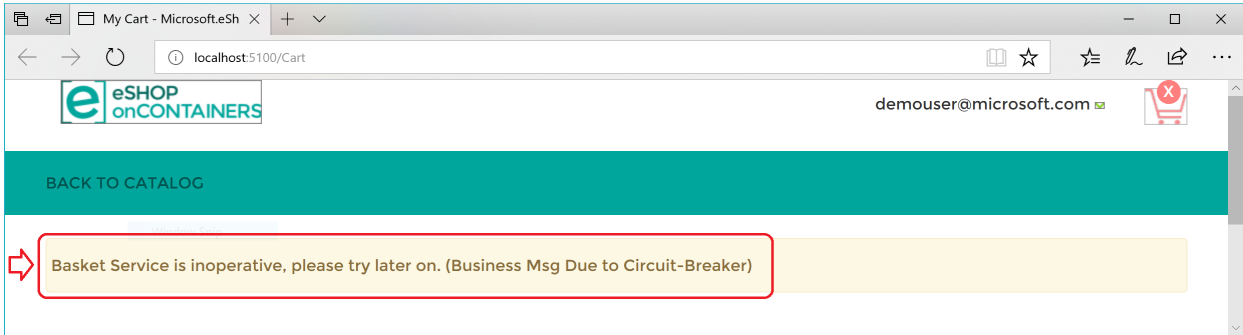 My Cart - Microsoft.eSh
localhost:5100/Cart
eSHOP
onCONTAINERS
demouser@microsoft.com
X
BACK TO CATALOG
Basket Service is inoperative, please try later on. (Business Msg Due to Circuit-Breaker)